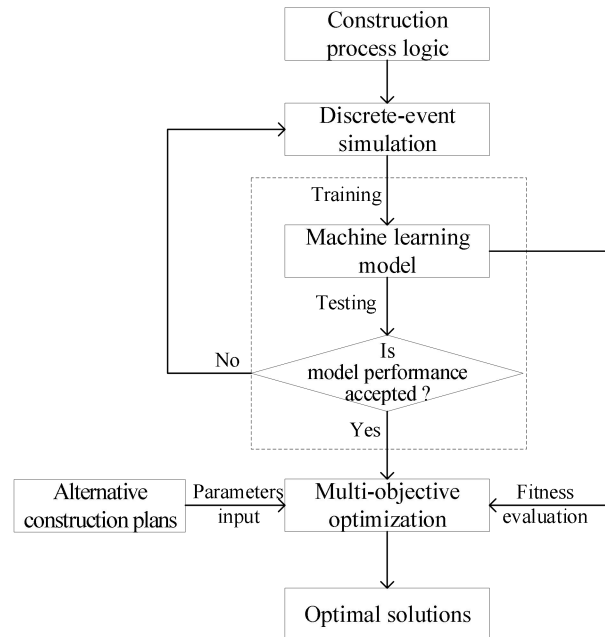 Construction
process logic
Discrete-event
simulation
Training
Machine learning
model
Testing
Is
model performance
accepted ?
No
Yes
Alternative
construction plans
Parameters
input
Multi-objective
optimization
Fitness
evaluation
Optimal solutions